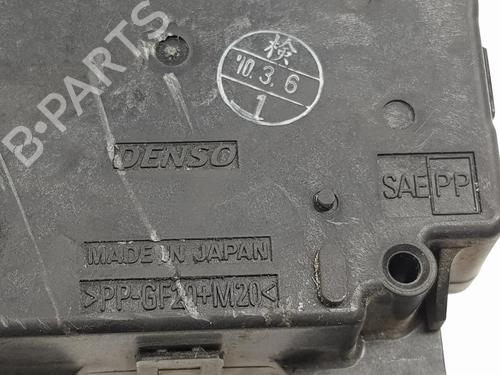 検
'10.3.6
1
B-PARTS
DENSO
SAE PP
MADE IN JAPAN
>PP-GF20+M20<